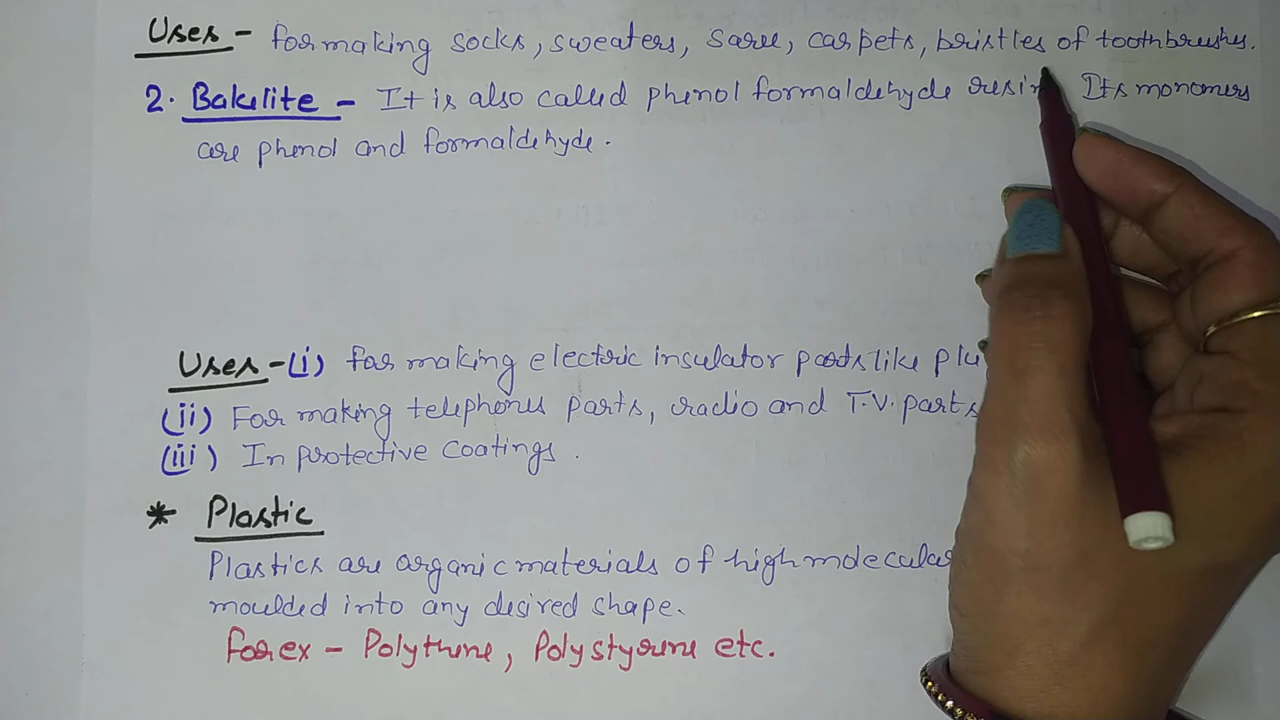 Uses - for making socks, sweaters, saree, carpets, bristles of toothbrushes.
2. Bakelite - It is also called phenol formaldehyde resin Its monomers
are phenol and formaldehyde.
Uses - (i) for making electric insulator parts like plu
(ii) For making telephones parts, radio and T.V. parts
(iii) In protective coatings.
* Plastic
Plastics are organic materials of high molecular
moulded into any desired shape.
for ex - Polythene, Polystyrene etc.